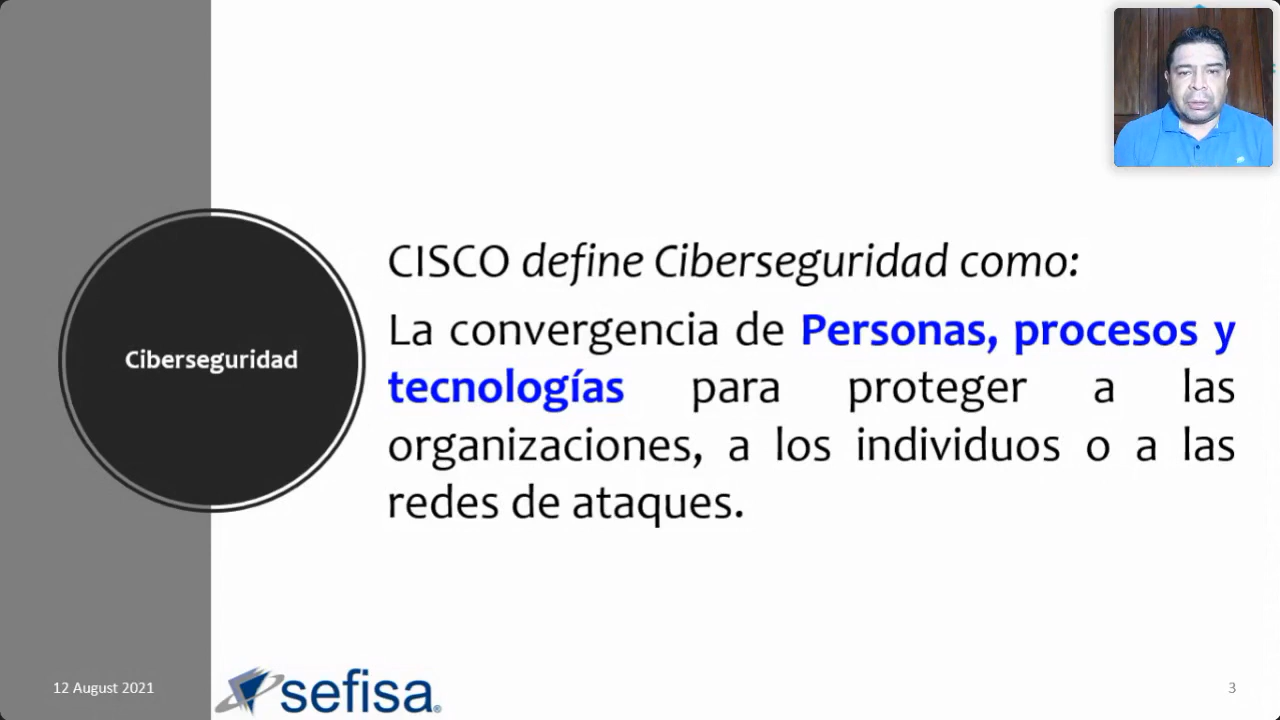 CISCO define Ciberseguridad como:
La convergencia de Personas, procesos y
tecnologías para proteger a las
organizaciones, a los individuos o a las
redes de ataques.
Ciberseguridad
12 August 2021
sefisa®
3